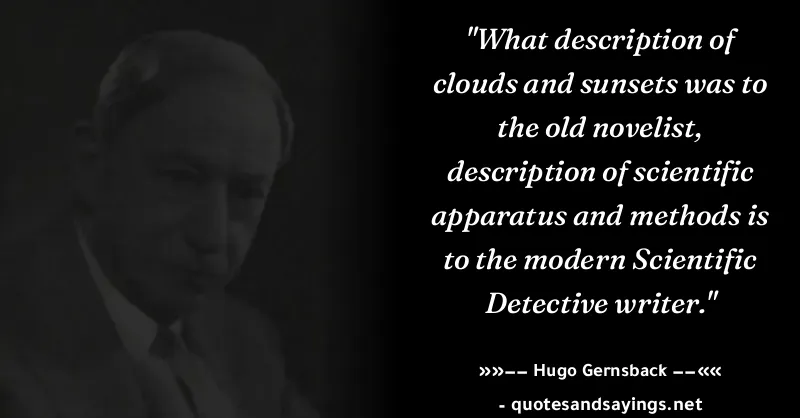 "What description of
clouds and sunsets was to
the old novelist,
description of scientific
apparatus and methods is
to the modern Scientific
Detective writer."
»»–– Hugo Gernsback ––««
- quotesandsayings.net